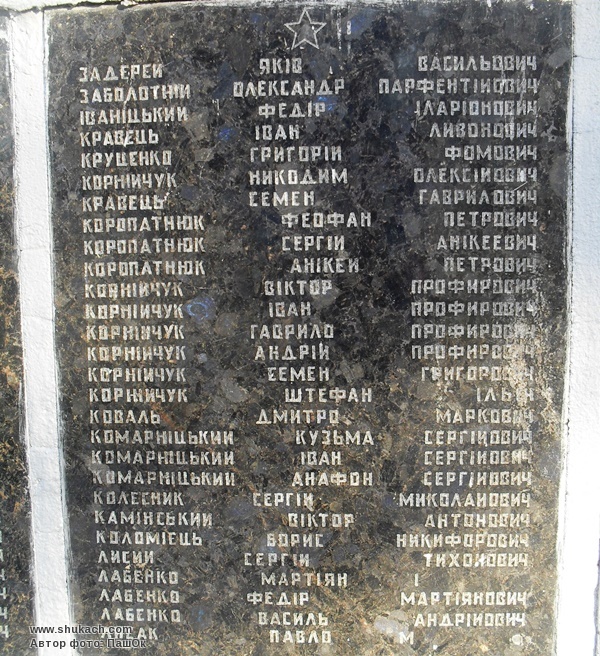 ЗАДЕРЕЙ ЯКІВ ВАСИЛЬОВИЧ
ЗАБОЛОТНІЙ ОЛЕКСАНДР ПАРФЕНТІЙОВИЧ
ІВАНІЦЬКИЙ ФЕДІР ІЛАРІОНОВИЧ
КРАВЕЦЬ ІВАН ЛИВОНОВИЧ
КРУЦЕНКО ГРИГОРІЙ ФОМОВИЧ
КОРНІЙЧУК НИКОДИМ ОЛЕКСІЙОВИЧ
КРАВЕЦЬ СЕМЕН ГАВРИЛОВИЧ
КОРОПАТНЮК ФЕОФАН ПЕТРОВИЧ
КОРОПАТНЮК СЕРГІЙ АНІКЕЕВИЧ
КОРОПАТНЮК АНІКЕЙ ПЕТРОВИЧ
КОРНІЙЧУК ВІКТОР ПРОФИРОВИЧ
КОРНІЙЧУК ІВАН ПРОФИРОВИЧ
КОРНІЙЧУК ГАВРИЛО ПРОФИРОВИЧ
КОРНІЙЧУК АНДРІЙ ПРОФИРОВИЧ
КОРНІЙЧУК СЕМЕН ГРИГОРОВИЧ
КОРНІЙЧУК ШТЕФАН
КОВАЛЬ ДМИТРО МАРКОВИЧ
КОМАРНІЦЬКИЙ КУЗЬМА СЕРГІЙОВИЧ
КОМАРНІЦЬКИЙ ІВАН СЕРГІЙОВИЧ
КОМАРНІЦЬКИЙ АНАФОН СЕРГІЙОВИЧ
КОЛЕСНИК СЕРГІЙ МИКОЛАЙОВИЧ
КАМІНСЬКИЙ ВІКТОР АНТОНОВИЧ
КОЛОМІЄЦЬ БОРИС НИКИФОРОВИЧ
ЛИСИЙ СЕРГІЙ ТИХОНОВИЧ
ЛАБЕНКО МАРТІЯН І
ЛАБЕНКО ФЕДІР МАРТІЯНОВИЧ
ЛАБЕНКО ВАСИЛЬ АНДРІЙОВИЧ
ПАВЛО М
www.shukach.com
Автор фото: ПашОк